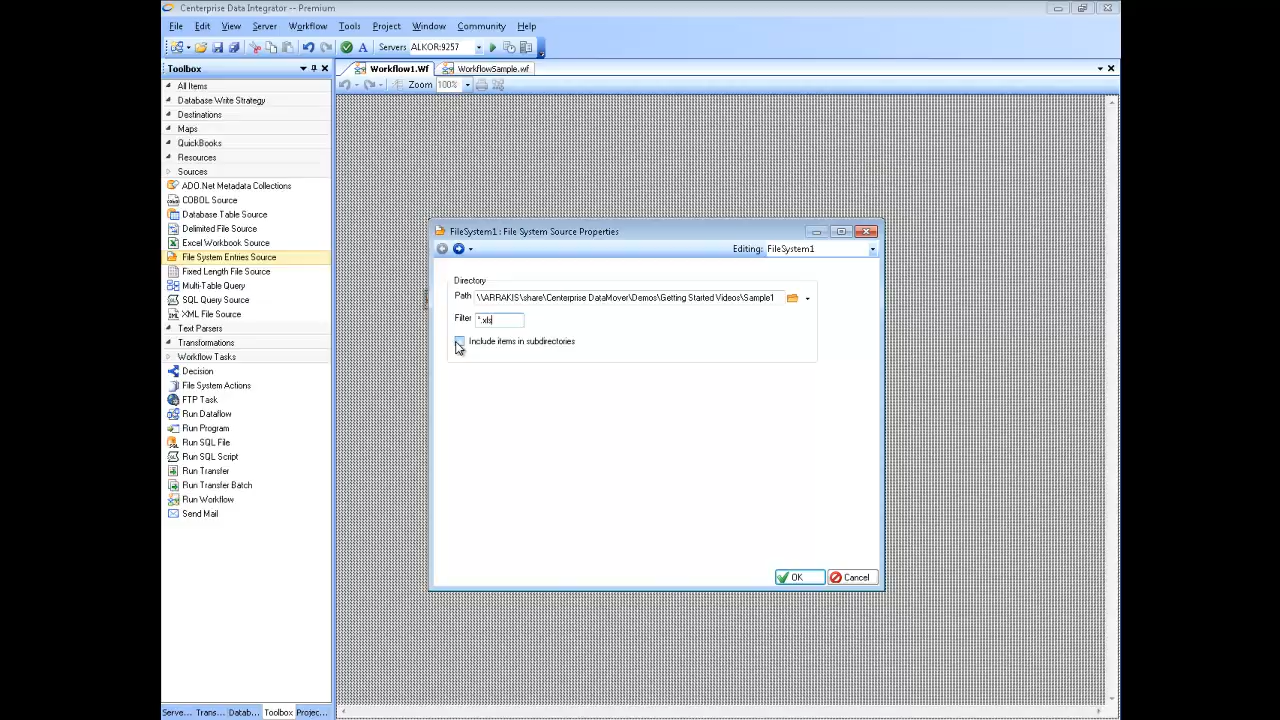 Centerprise Data Integrator -- Premium
File Edit View Server Workflow Tools Project Window Community Help
Servers ALKOR:9257
Toolbox
Workflow1.Wf WorkflowSample.wf
Zoom 100%
All Items
Database Write Strategy
Destinations
Maps
QuickBooks
Resources
Sources
ADO.Net Metadata Collections
COBOL Source
Database Table Source
Delimited File Source
Excel Workbook Source
File System Entries Source
Fixed Length File Source
Multi-Table Query
SQL Query Source
XML File Source
Text Parsers
Transformations
Workflow Tasks
Decision
File System Actions
FTP Task
Run Dataflow
Run Program
Run SQL File
Run SQL Script
Run Transfer
Run Transfer Batch
Run Workflow
Send Mail
Serve... Trans... Datab... Toolbox Projec...
FileSystem1 : File System Source Properties
Editing: FileSystem1
Directory
Path \\ARRAKIS\share\Centerprise DataMover\Demos\Getting Started Videos\Sample1
Filter *.xls
Include items in subdirectories
OK Cancel